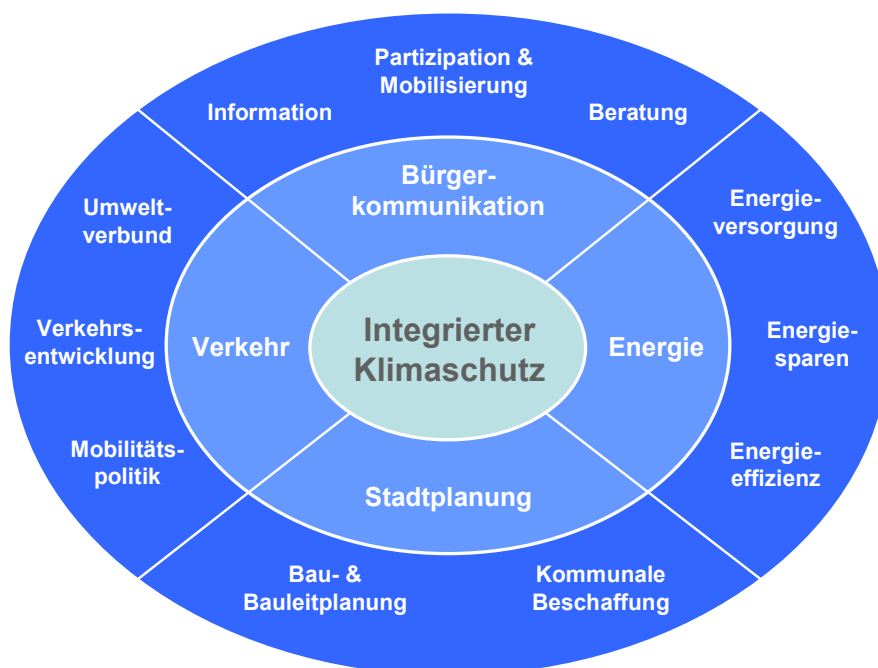 Partizipation &
Mobilisierung
Information
Beratung
Bürger-
kommunikation
Umwelt-
verbund
Energie-
versorgung
Verkehrs-
entwicklung
Verkehr
Integrierter
Klimaschutz
Energie
Energie-
sparen
Mobilitäts-
politik
Energie-
effizienz
Stadtplanung
Bau- &
Bauleitplanung
Kommunale
Beschaffung